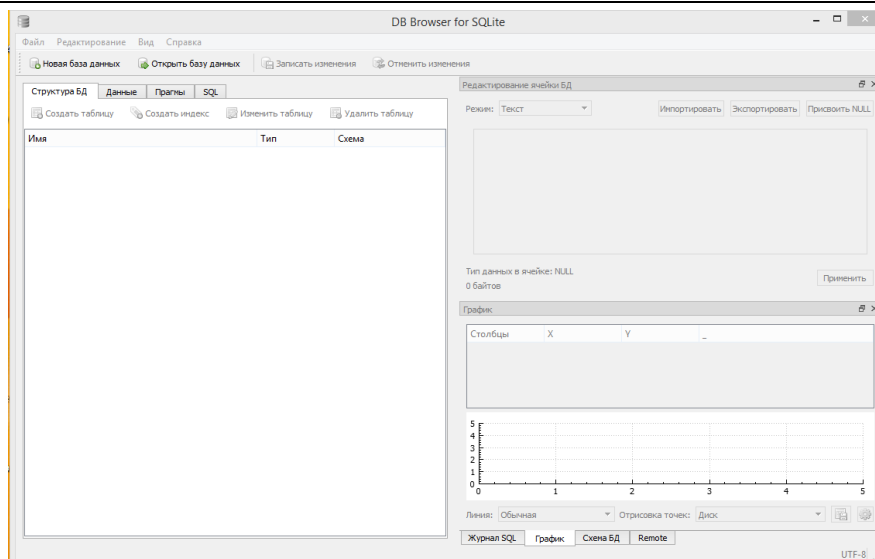 DB Browser for SQLite
Файл Редактирование Вид Справка
Новая база данных Открыть базу данных Записать изменения Отменить изменения
Структура БД Данные Прагмы SQL
Создать таблицу Создать индекс Изменить таблицу Удалить таблицу
Имя Тип Схема
Редактирование ячейки БД
Режим: Текст Импортировать Экспортировать Присвоить NULL
Тип данных в ячейке: NULL
0 байтов
Применить
График
Столбцы X Y _
5
4
3
2
1
0
0 1 2 3 4 5
Линия: Обычная Отрисовка точек: Диск
Журнал SQL График Схема БД Remote
UTF-8